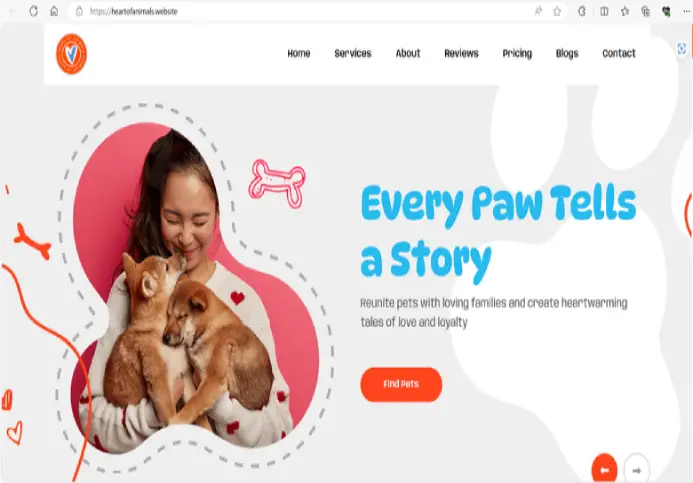 https://heartofanimals.website
Home Services About Reviews Pricing Blogs Contact
Every Paw Tells
a Story
Reunite pets with loving families and create heartwarming
tales of love and loyalty
Find Pets